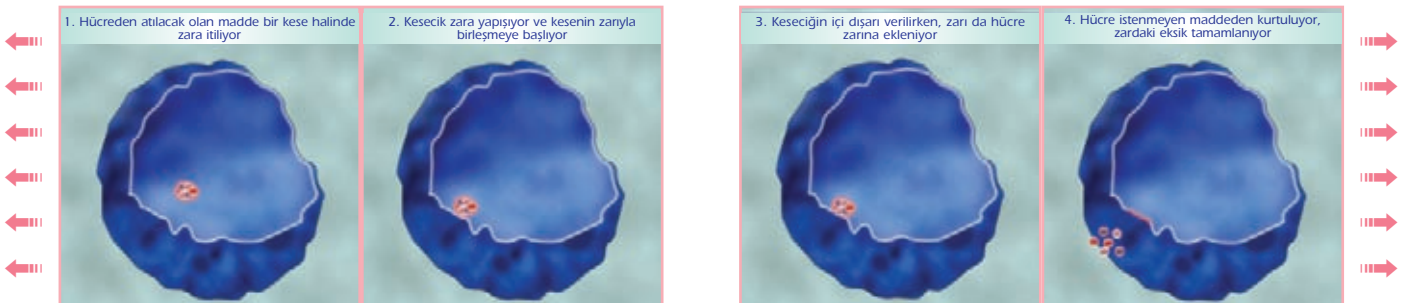 1. Hücreden atılacak olan madde bir kese halinde
zara itiliyor
2. Kesecik zara yapışıyor ve kesenin zarıyla
birleşmeye başlıyor
3. Keseciğin içi dışarı verilirken, zarı da hücre
zarına ekleniyor
4. Hücre istenmeyen maddeden kurtuluyor,
zardaki eksik tamamlanıyor